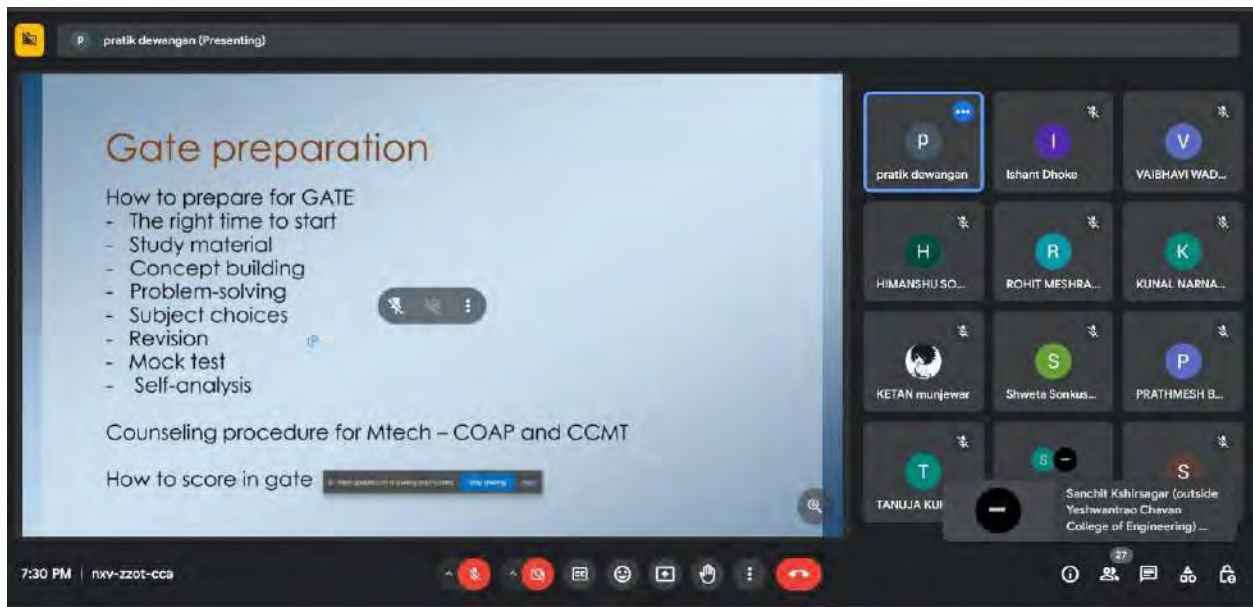 P pratik dewangan (Presenting)
Gate preparation
How to prepare for GATE
- The right time to start
- Study material
- Concept building
- Problem-solving
- Subject choices
- Revision
- Mock test
- Self-analysis
Counseling procedure for Mtech – COAP and CCMT
How to score in gate
Stop sharing
P
pratik dewangan
I
Ishant Dhoke
V
VAIBHAVI WAD...
H
HIMANSHU SO...
R
ROHIT MESHRA...
K
KUNAL NARNA...
KETAN munjewar
S
Shweta Sonkus...
P
PRATHMESH B...
T
TANUJA
S
S
Sanchit Kshirsagar (outside
Yeshwantrao Chavan
College of Engineering) ...
7:30 PM | nxv-zzot-cca
CC
27